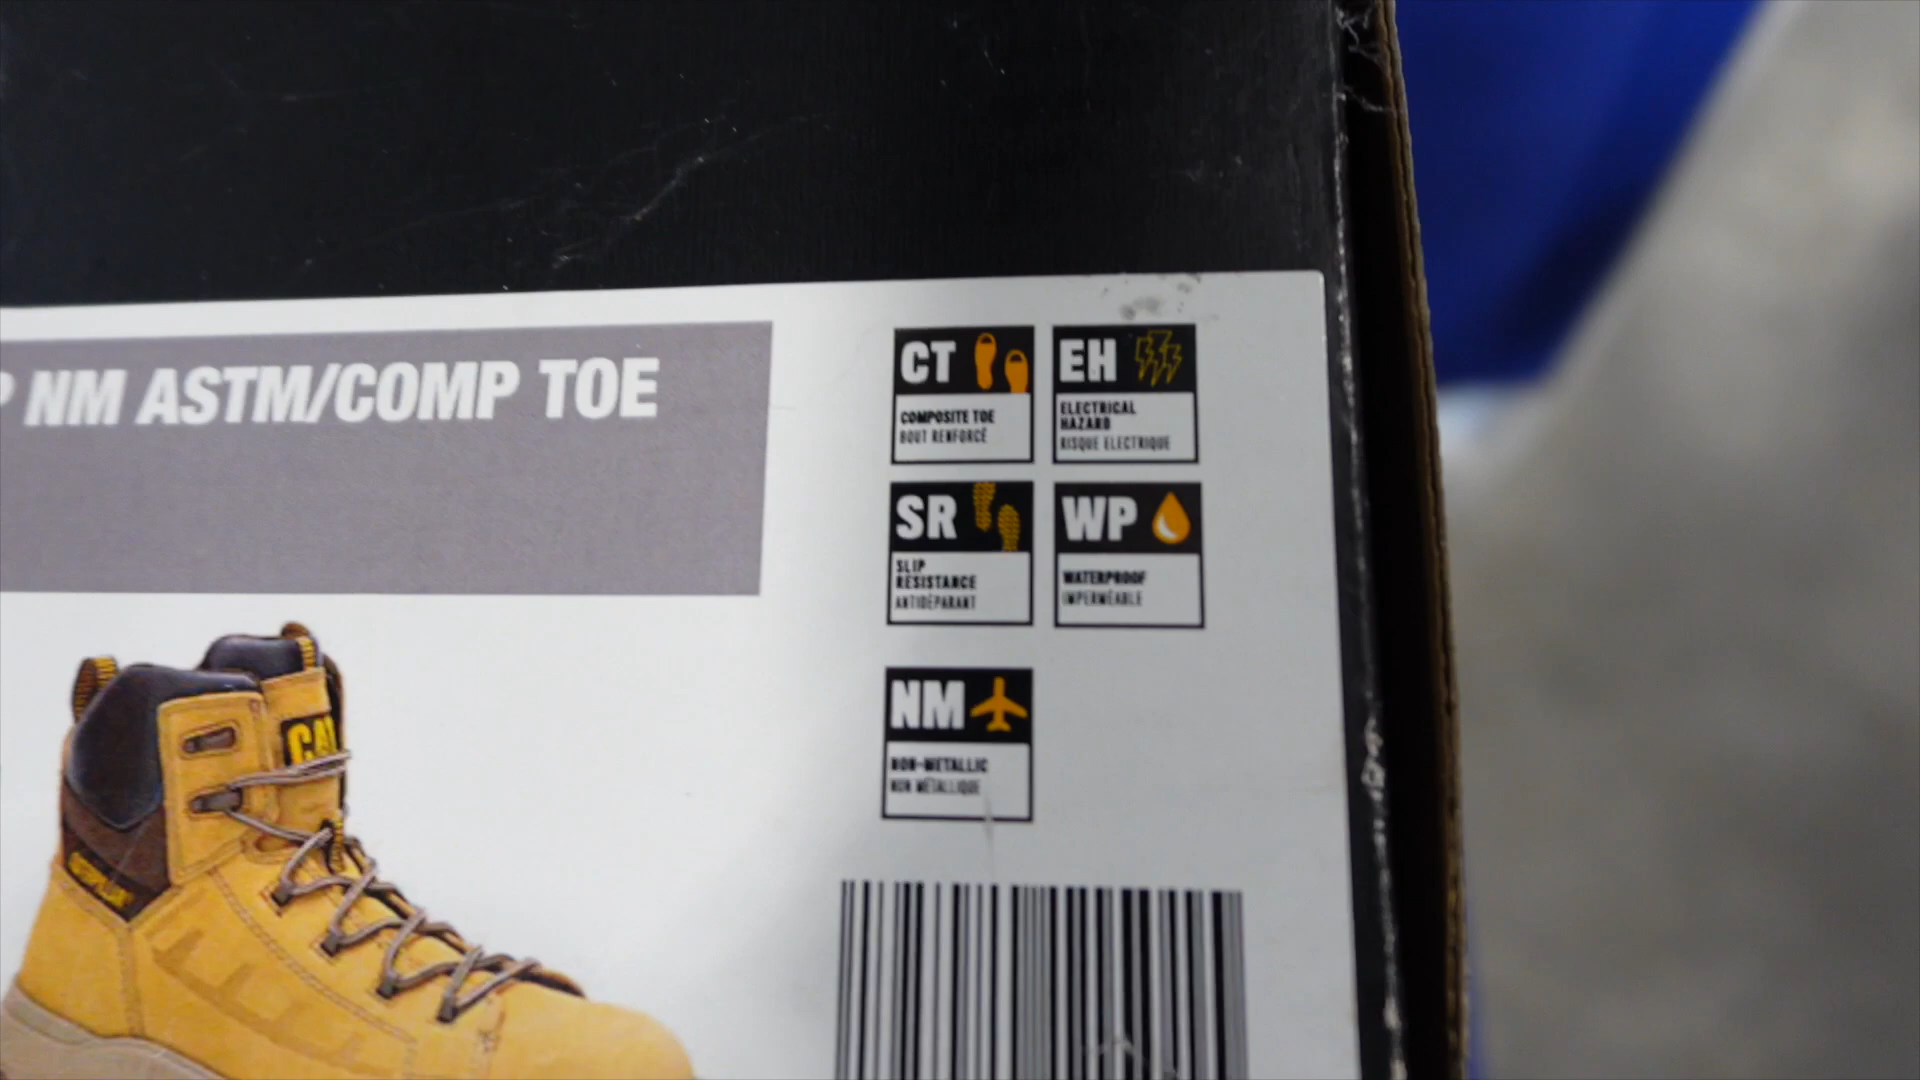 P NM ASTM/COMP TOE
CT
COMPOSITE TOE
BOUT RENFORCÉ
EH
ELECTRICAL
HAZARD
RISQUE ELECTRIQUE
SR
SLIP
RESISTANCE
ANTIDÉPARANT
WP
WATERPROOF
IMPERMÉABLE
NM
NON-METALLIC
NON MÉTALLIQUE
CAT
CATERPILLAR